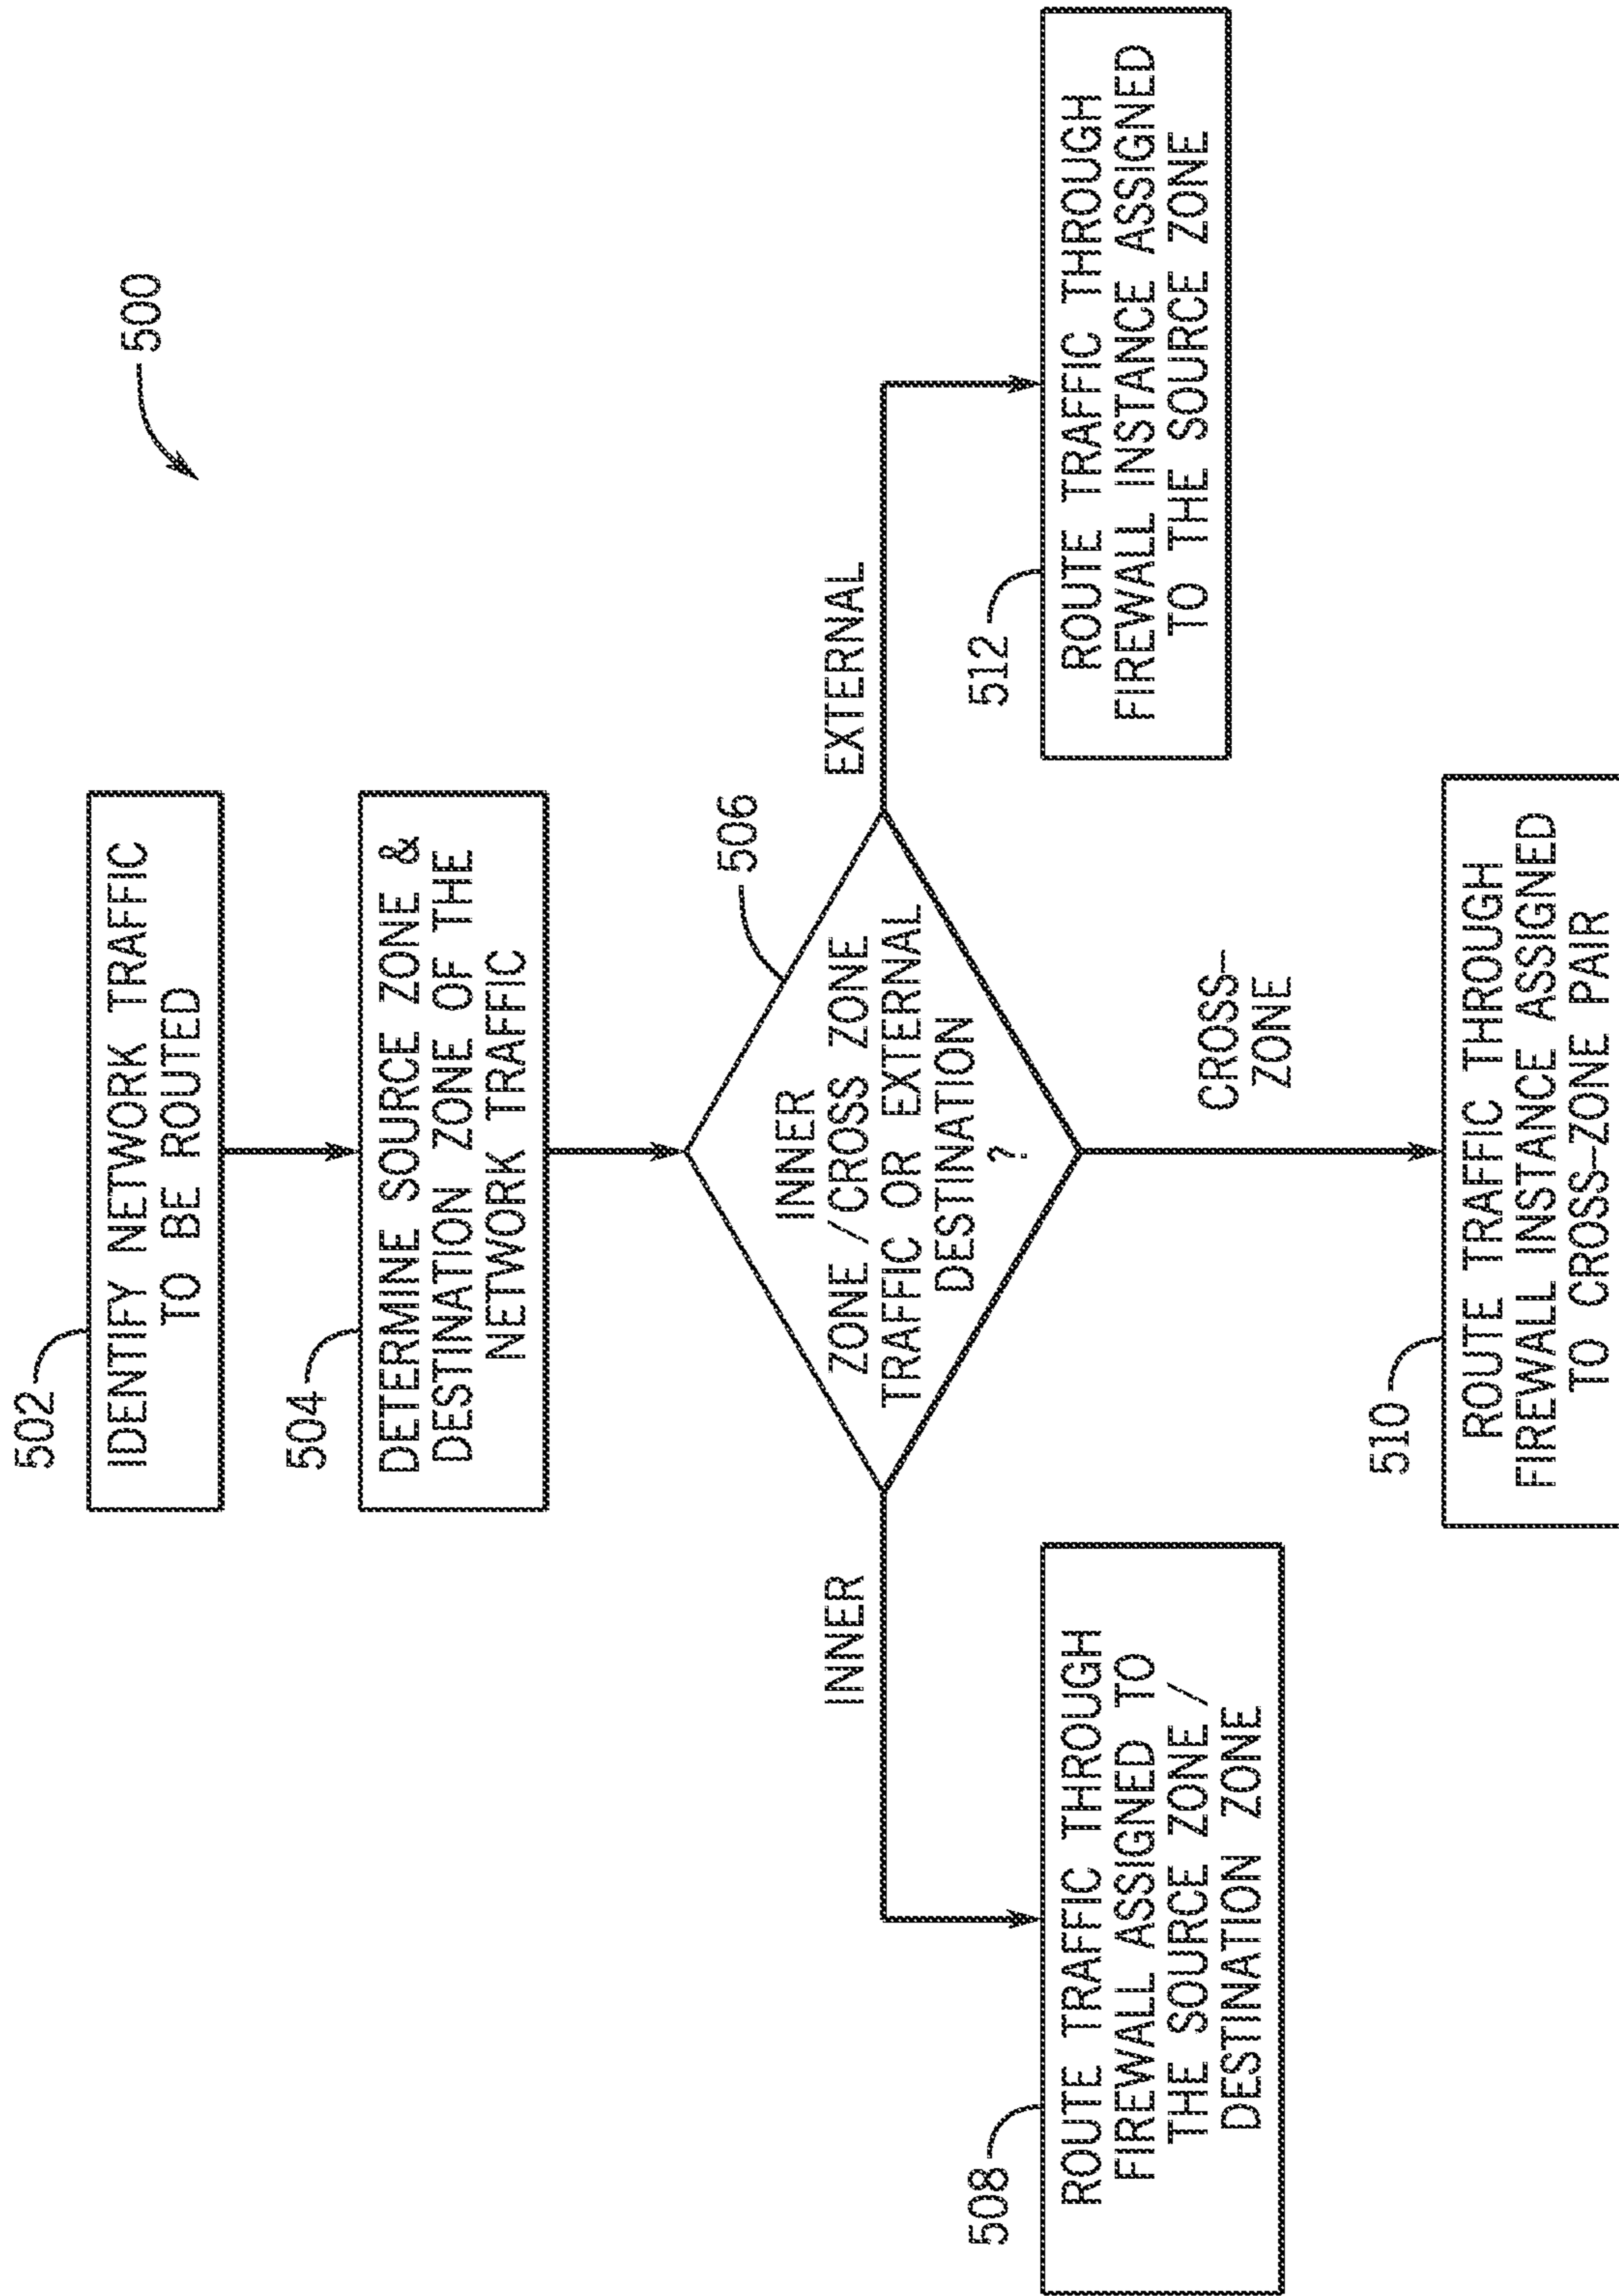 500
502
IDENTIFY NETWORK TRAFFIC
TO BE ROUTED
504
DETERMINE SOURCE ZONE &
DESTINATION ZONE OF THE
NETWORK TRAFFIC
506
INNER
ZONE/CROSS ZONE
TRAFFIC OR EXTERNAL
DESTINATION
?
INNER
EXTERNAL
CROSS-
ZONE
508
ROUTE TRAFFIC THROUGH
FIREWALL ASSIGNED TO
THE SOURCE ZONE/
DESTINATION ZONE
512
ROUTE TRAFFIC THROUGH
FIREWALL INSTANCE ASSIGNED
TO THE SOURCE ZONE
510
ROUTE TRAFFIC THROUGH
FIREWALL INSTANCE ASSIGNED
TO CROSS-ZONE PAIR